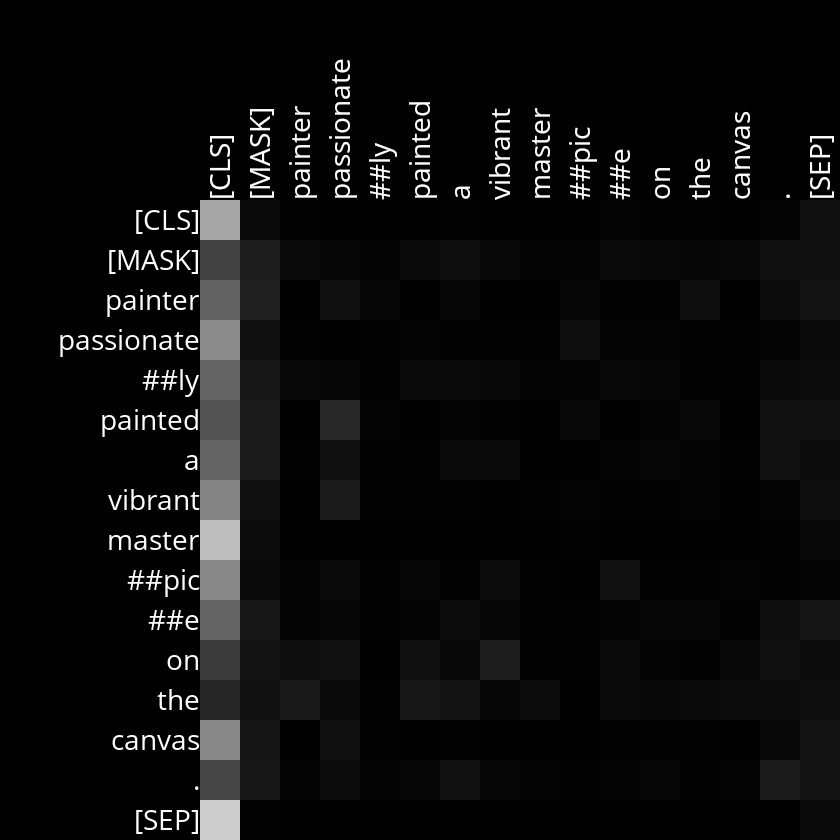 [CLS] [MASK] painter passionate ##ly painted a vibrant master ##pic ##e on the canvas . [SEP]
[CLS]
[MASK]
painter
passionate
##ly
painted
a
vibrant
master
##pic
##e
on
the
canvas
.
[SEP]